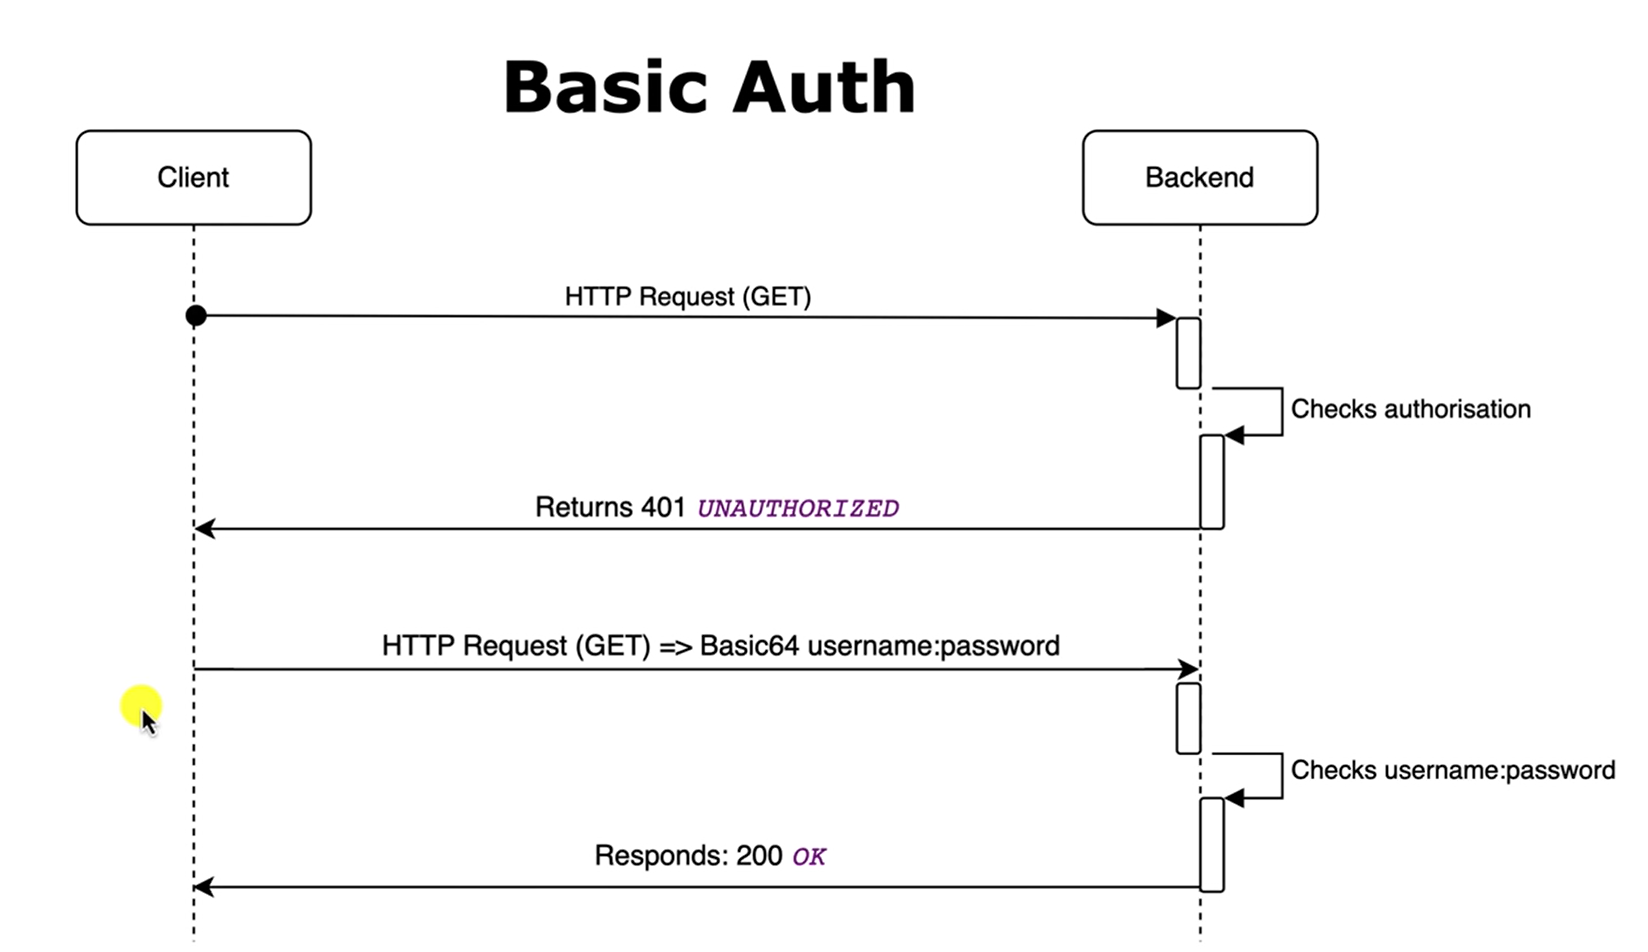 Basic Auth
Client
Backend
HTTP Request (GET)
Checks authorisation
Returns 401 UNAUTHORIZED
HTTP Request (GET) => Basic64 username:password
Checks username:password
Responds: 200 OK